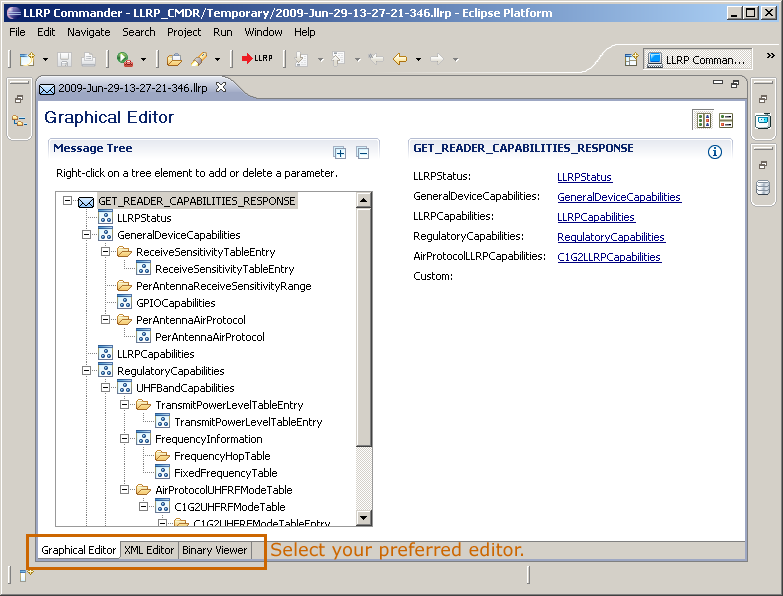 LLRP Commander - LLRP_CMDR/Temporary/2009-Jun-29-13-27-21-346.llrp - Eclipse Platform
File Edit Navigate Search Project Run Window Help
LLRP
LLRP Comman...
2009-Jun-29-13-27-21-346.llrp
Graphical Editor
Message Tree
Right-click on a tree element to add or delete a parameter.
GET_READER_CAPABILITIES_RESPONSE
LLRPStatus
GeneralDeviceCapabilities
ReceiveSensitivityTableEntry
ReceiveSensitivityTableEntry
PerAntennaReceiveSensitivityRange
GPIOCapabilities
PerAntennaAirProtocol
PerAntennaAirProtocol
LLRPCapabilities
RegulatoryCapabilities
UHFBandCapabilities
TransmitPowerLevelTableEntry
TransmitPowerLevelTableEntry
FrequencyInformation
FrequencyHopTable
FixedFrequencyTable
AirProtocolUHFRFModeTable
C1G2UHFRFModeTable
C1G2UHFRFModeTableEntry
GET_READER_CAPABILITIES_RESPONSE
LLRPStatus: LLRPStatus
GeneralDeviceCapabilities: GeneralDeviceCapabilities
LLRPCapabilities: LLRPCapabilities
RegulatoryCapabilities: RegulatoryCapabilities
AirProtocolLLRPCapabilities: C1G2LLRPCapabilities
Custom:
Graphical Editor XML Editor Binary Viewer
Select your preferred editor.